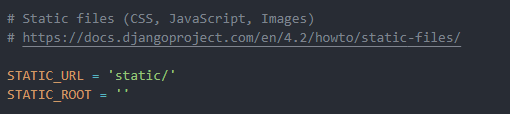 # Static files (CSS, JavaScript, Images)
# https://docs.djangoproject.com/en/4.2/howto/static-files/
STATIC_URL = 'static/'
STATIC_ROOT = ''